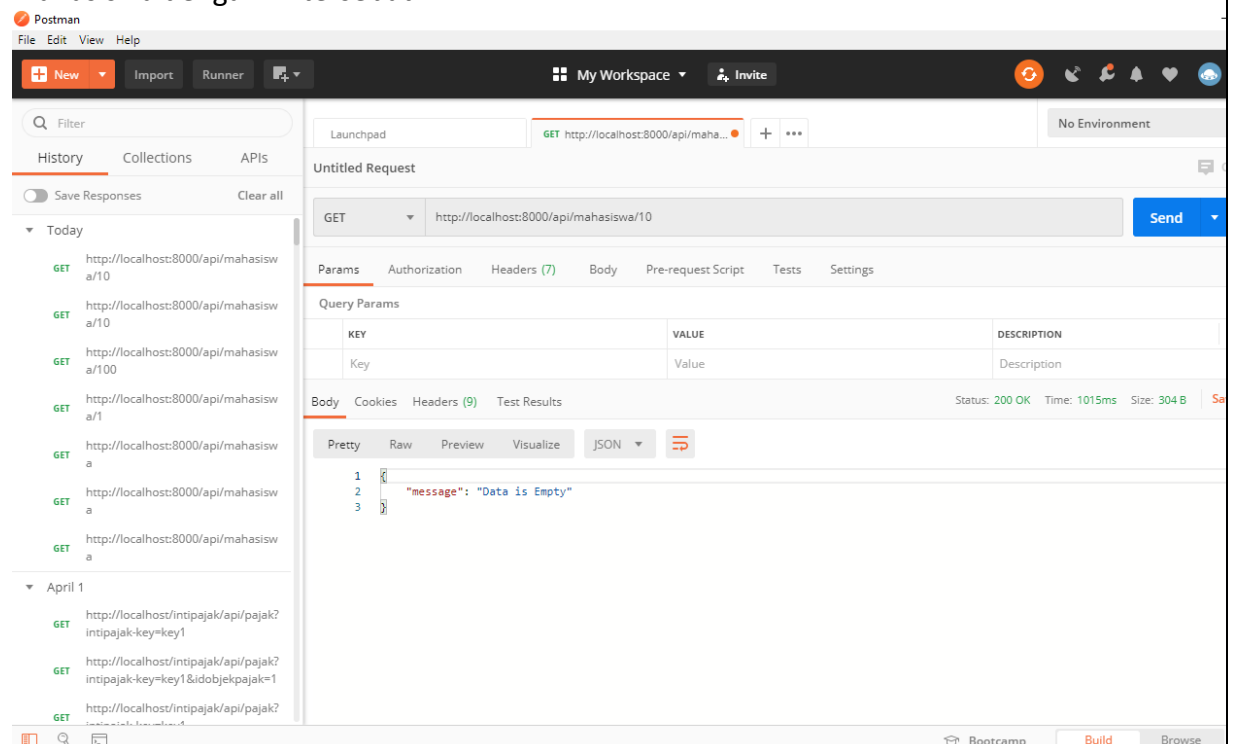 Postman
File Edit View Help
New Import Runner My Workspace Invite
Filter
History Collections APIs
Save Responses Clear all
Today
GET http://localhost:8000/api/mahasisw
a/10
GET http://localhost:8000/api/mahasisw
a/10
GET http://localhost:8000/api/mahasisw
a/100
GET http://localhost:8000/api/mahasisw
a/1
GET http://localhost:8000/api/mahasisw
a
GET http://localhost:8000/api/mahasisw
a
GET http://localhost:8000/api/mahasisw
a
April 1
GET http://localhost/intipajak/api/pajak?
intipajak-key=key1
GET http://localhost/intipajak/api/pajak?
intipajak-key=key1&idobjekpajak=1
GET http://localhost/intipajak/api/pajak?
Launchpad GET http://localhost:8000/api/maha... No Environment
Untitled Request
GET http://localhost:8000/api/mahasiswa/10 Send
Params Authorization Headers (7) Body Pre-request Script Tests Settings
Query Params
KEY VALUE DESCRIPTION
Key Value Description
Body Cookies Headers (9) Test Results Status: 200 OK Time: 1015ms Size: 304 B
Pretty Raw Preview Visualize JSON
1 {
2 "message": "Data is Empty"
3 }
Bootcamp Build Browse